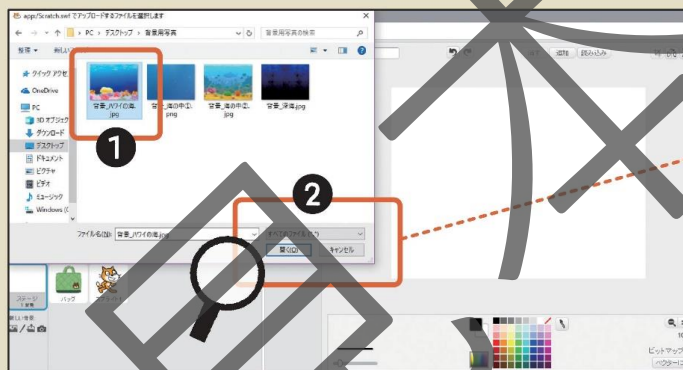 app:/Scratch.swf でアップロードするファイルを選択します
PC › デスクトップ › 背景用写真
背景用写真の検索
整理
クイック アクセ
OneDrive
PC
3D オブジェク
ダウンロード
デスクトップ
ドキュメント
ピクチャ
ビデオ
ミュージック
Windows (C
背景_ハワイの海.jpg
背景_海の中①.png
背景_海の中②.jpg
背景_深海.jpg
1
2
ファイル名(N): 背景_ハワイの海.jpg
すべてのファイル (*.*)
開く(O)
キャンセル
追加
読み込み
ステージ
バッグ
新しい背景
ビットマップ